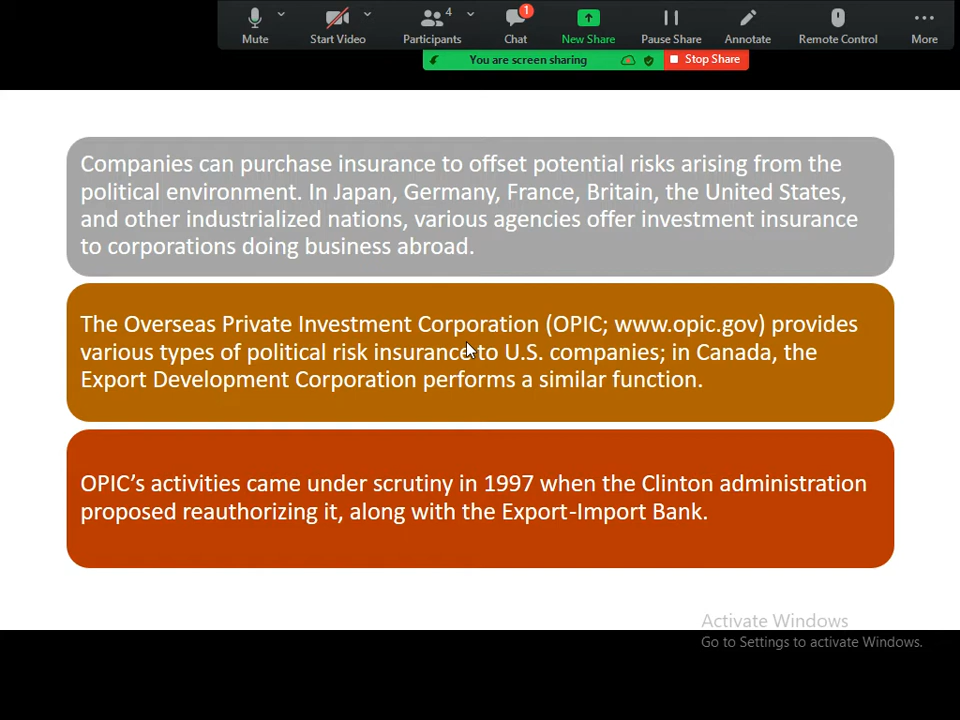 4
1
Mute
Start Video
Participants
Chat
New Share
Pause Share
Annotate
Remote Control
More
You are screen sharing
Stop Share
Companies can purchase insurance to offset potential risks arising from the
political environment. In Japan, Germany, France, Britain, the United States,
and other industrialized nations, various agencies offer investment insurance
to corporations doing business abroad.
The Overseas Private Investment Corporation (OPIC; www.opic.gov) provides
various types of political risk insurance to U.S. companies; in Canada, the
Export Development Corporation performs a similar function.
OPIC’s activities came under scrutiny in 1997 when the Clinton administration
proposed reauthorizing it, along with the Export-Import Bank.
Activate Windows
Go to Settings to activate Windows.